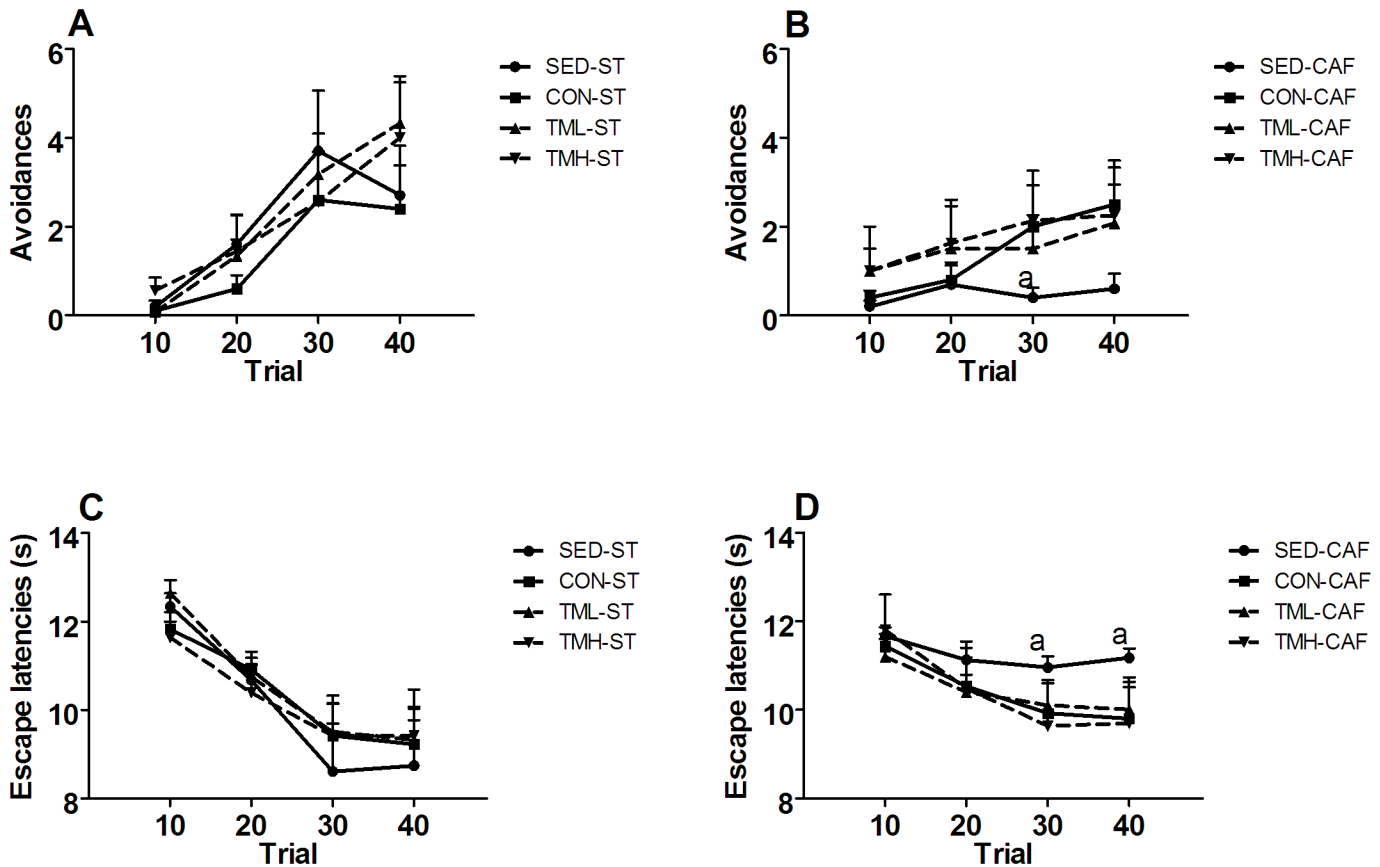 A
Avoidances
6
4
2
0
10 20 30 40
Trial
SED-ST
CON-ST
TML-ST
TMH-ST
B
Avoidances
6
4
2
0
a
10 20 30 40
Trial
SED-CAF
CON-CAF
TML-CAF
TMH-CAF
C
Escape latencies (s)
14
12
10
8
10 20 30 40
Trial
SED-ST
CON-ST
TML-ST
TMH-ST
D
Escape latencies (s)
14
12
10
8
a a
10 20 30 40
Trial
SED-CAF
CON-CAF
TML-CAF
TMH-CAF